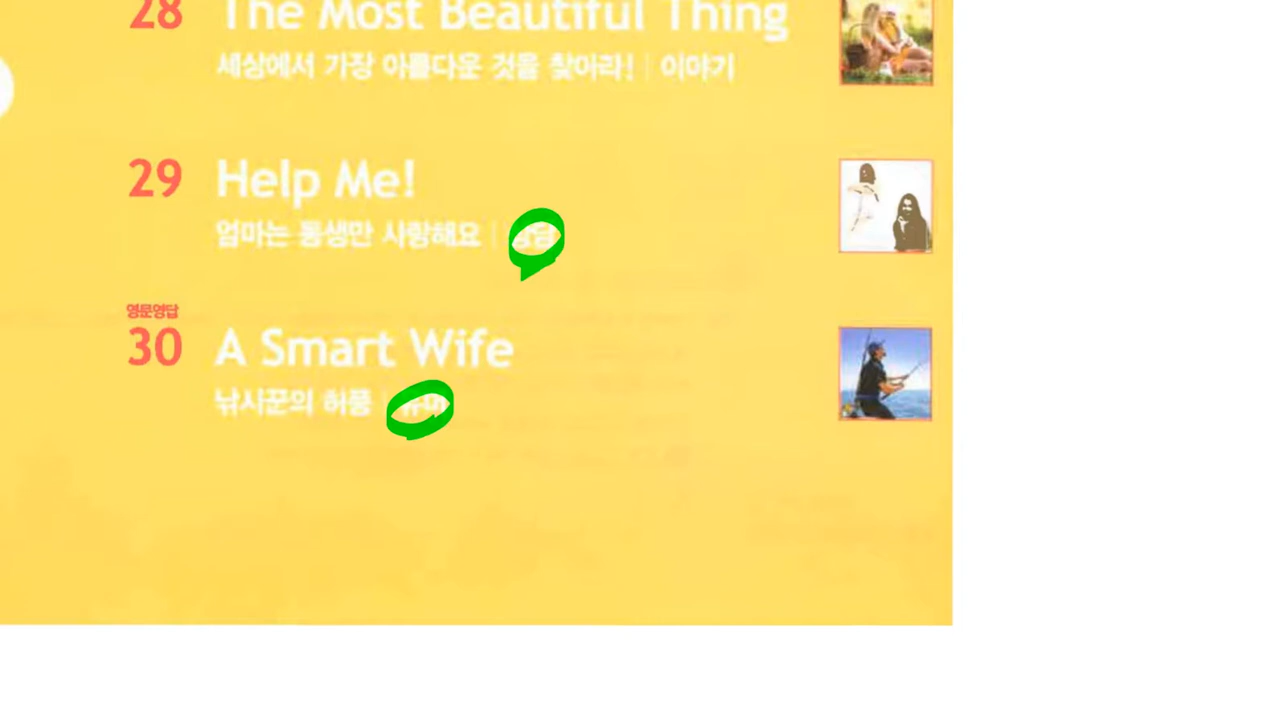 28 The Most Beautiful Thing
세상에서 가장 아름다운 것을 찾아라! | 이야기
29 Help Me!
엄마는 동생만 사랑해요 |
영문영답
30 A Smart Wife
낚시꾼의 허풍 |